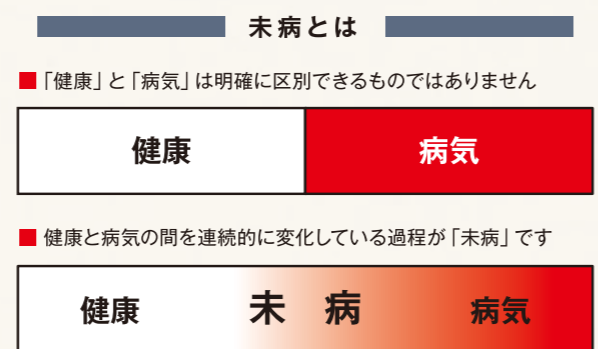 未病とは
■「健康」と「病気」は明確に区別できるものではありません
健康 病気
■ 健康と病気の間を連続的に変化している過程が「未病」です
健康 未病 病気